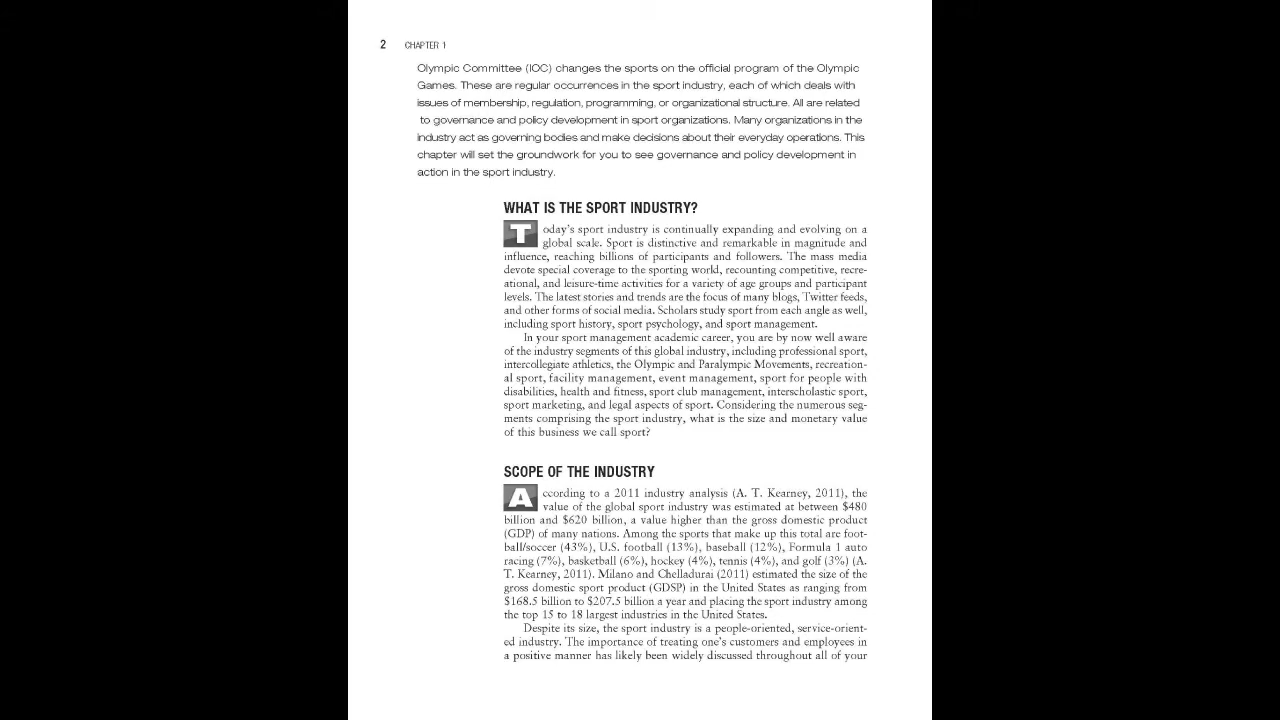 2 CHAPTER 1
Olympic Committee (IOC) changes the sports on the official program of the Olympic
Games. These are regular occurrences in the sport industry, each of which deals with
issues of membership, regulation, programming, or organizational structure. All are related
to governance and policy development in sport organizations. Many organizations in the
industry act as governing bodies and make decisions about their everyday operations. This
chapter will set the groundwork for you to see governance and policy development in
action in the sport industry.
WHAT IS THE SPORT INDUSTRY?
Today's sport industry is continually expanding and evolving on a
global scale. Sport is distinctive and remarkable in magnitude and
influence, reaching billions of participants and followers. The mass media
devote special coverage to the sporting world, recounting competitive, recre-
ational, and leisure-time activities for a variety of age groups and participant
levels. The latest stories and trends are the focus of many blogs, Twitter feeds,
and other forms of social media. Scholars study sport from each angle as well,
including sport history, sport psychology, and sport management.
In your sport management academic career, you are by now well aware
of the industry segments of this global industry, including professional sport,
intercollegiate athletics, the Olympic and Paralympic Movements, recreation-
al sport, facility management, event management, sport for people with
disabilities, health and fitness, sport club management, interscholastic sport,
sport marketing, and legal aspects of sport. Considering the numerous seg-
ments comprising the sport industry, what is the size and monetary value
of this business we call sport?
SCOPE OF THE INDUSTRY
According to a 2011 industry analysis (A. T. Kearney, 2011), the
value of the global sport industry was estimated at between $480
billion and $620 billion, a value higher than the gross domestic product
(GDP) of many nations. Among the sports that make up this total are foot-
ball/soccer (43%), U.S. football (13%), baseball (12%), Formula 1 auto
racing (7%), basketball (6%), hockey (4%), tennis (4%), and golf (3%) (A.
T. Kearney, 2011). Milano and Chelladurai (2011) estimated the size of the
gross domestic sport product (GDSP) in the United States as ranging from
$168.5 billion to $207.5 billion a year and placing the sport industry among
the top 15 to 18 largest industries in the United States.
Despite its size, the sport industry is a people-oriented, service-orient-
ed industry. The importance of treating one's customers and employees in
a positive manner has likely been widely discussed throughout all of your